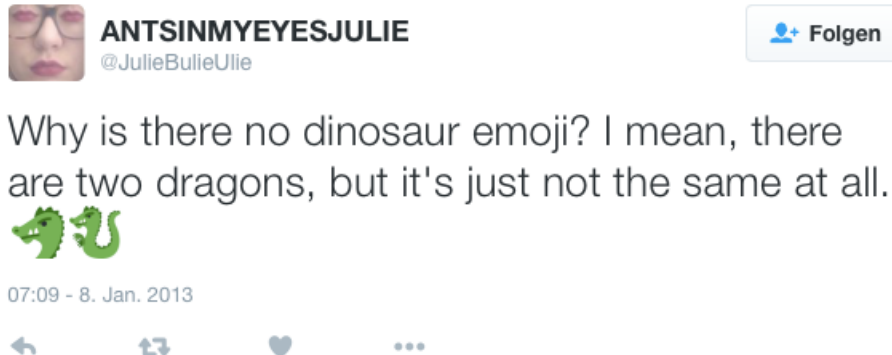 ANTSINMYEYESJULIE
@JulieBulieUlie
Folgen
Why is there no dinosaur emoji? I mean, there
are two dragons, but it's just not the same at all.
🐲🐉
07:09 - 8. Jan. 2013